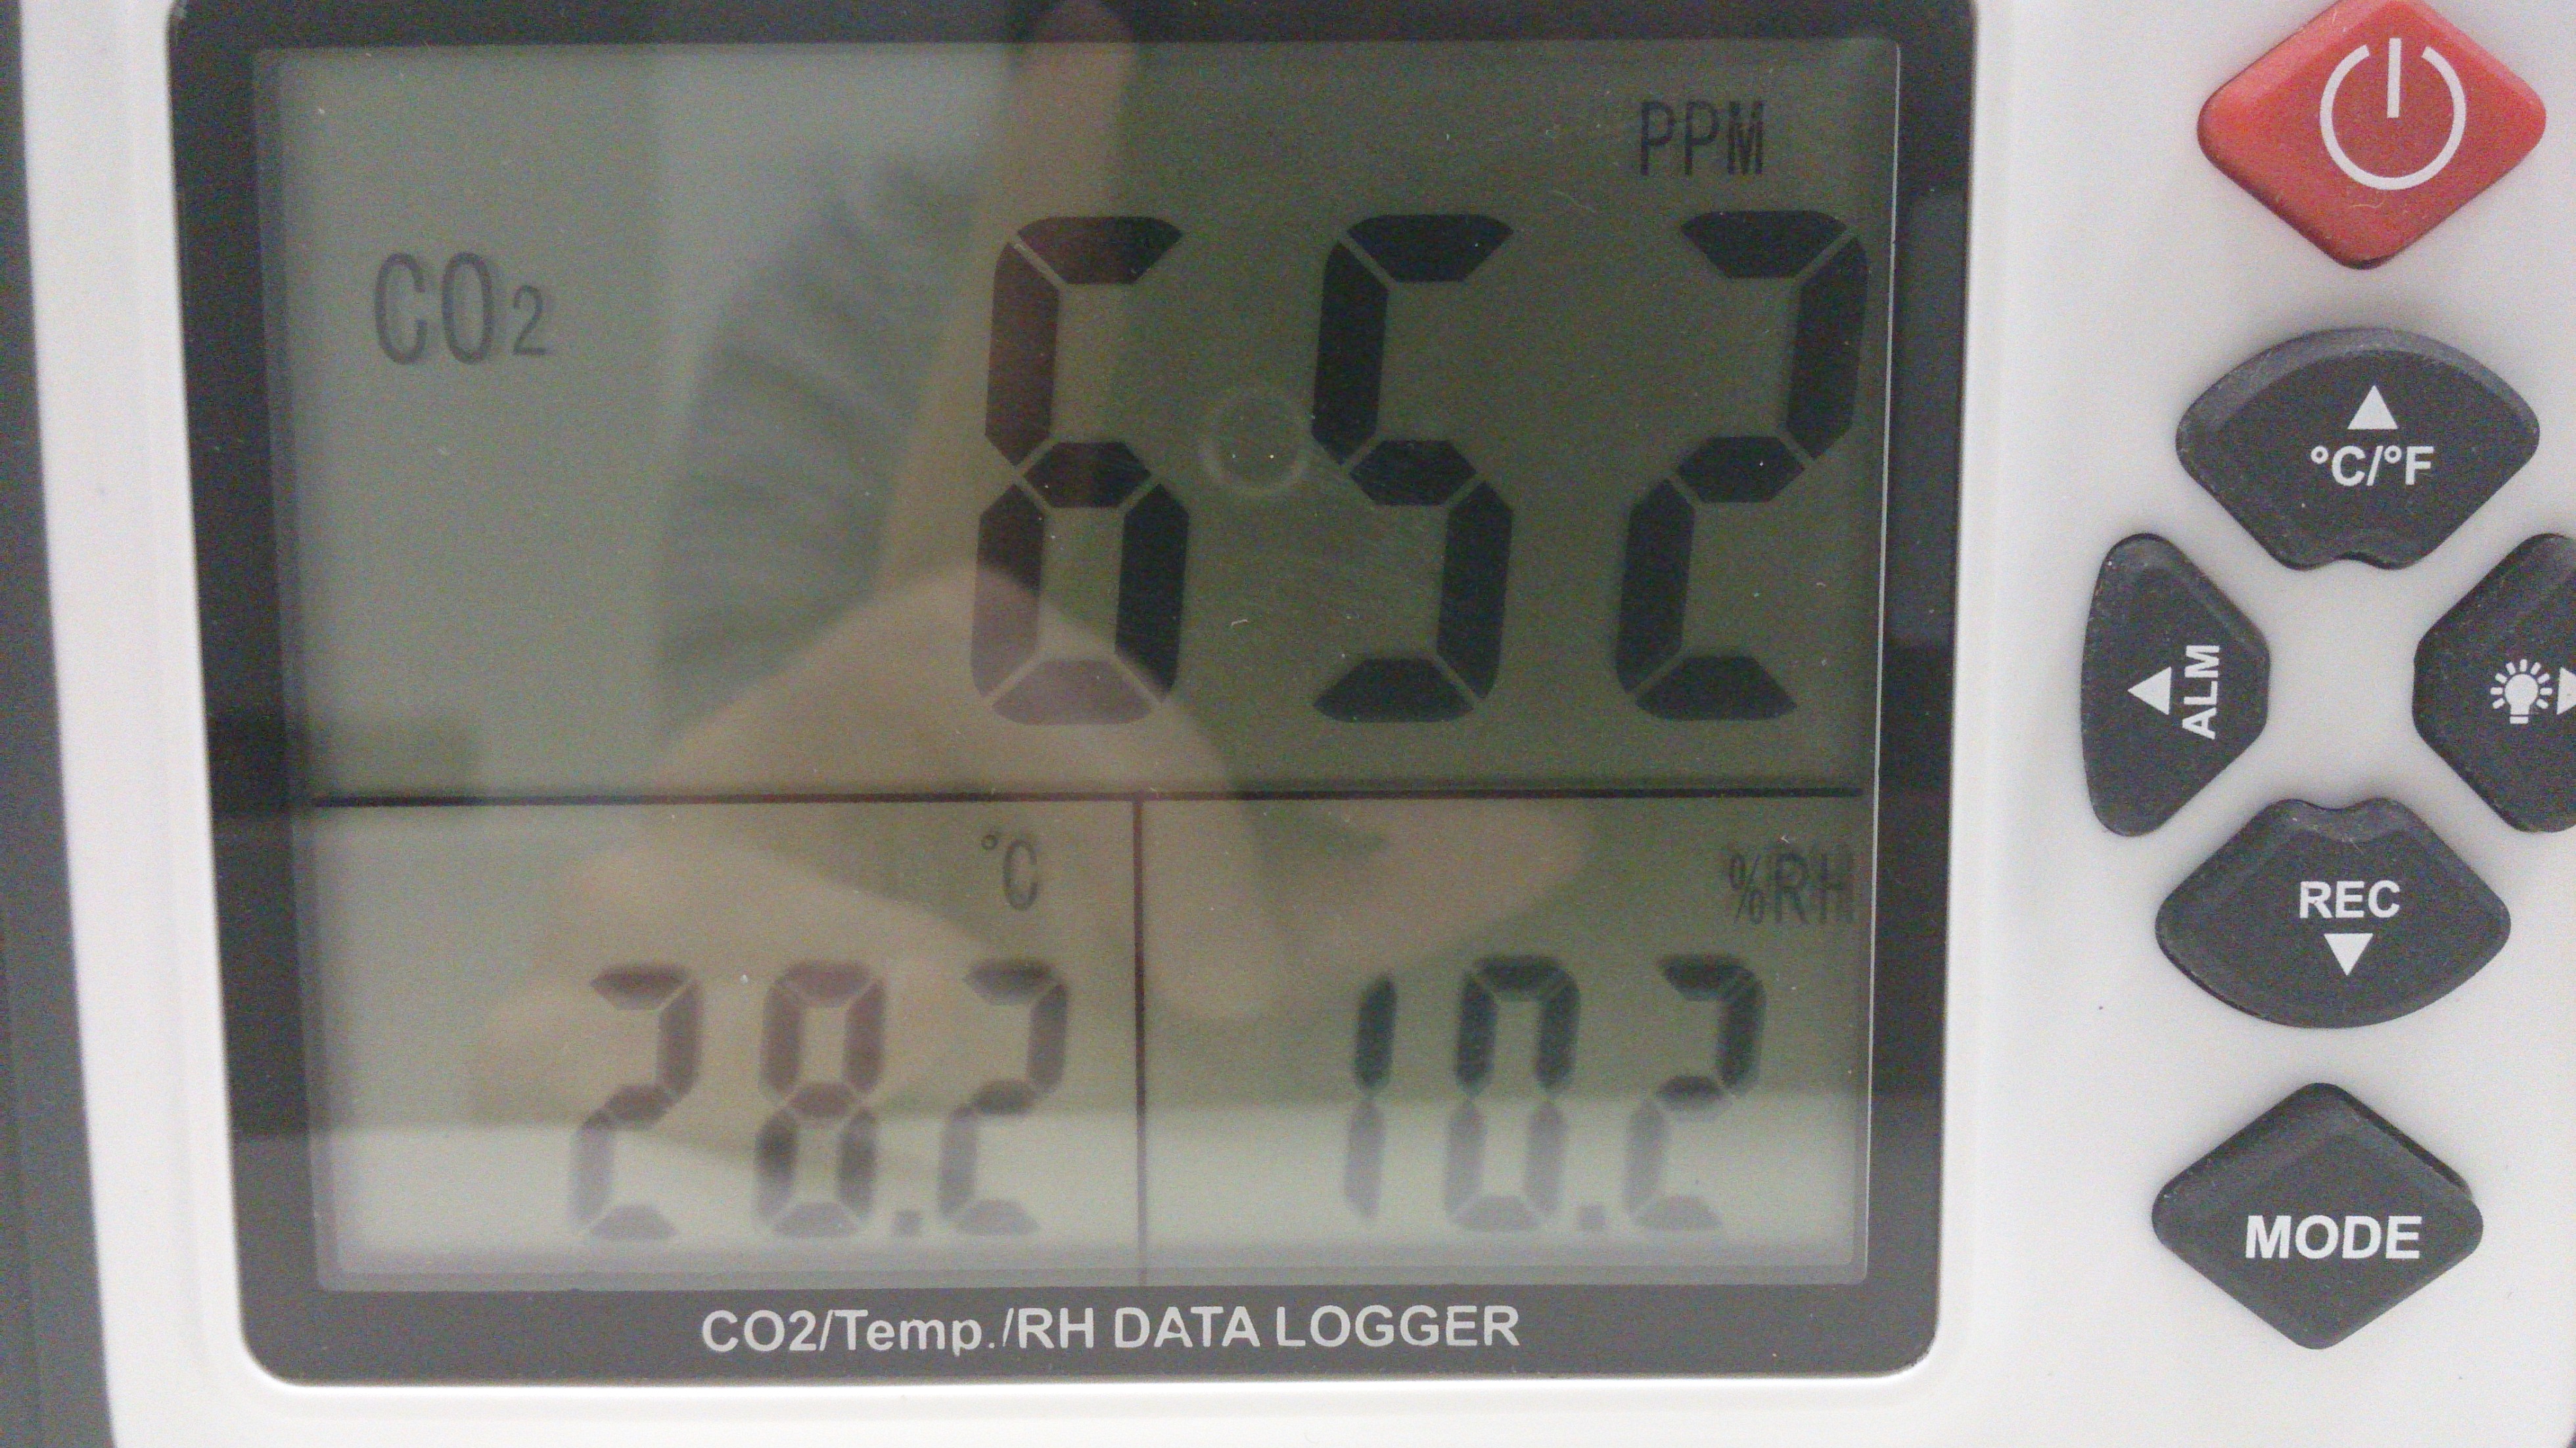 PPM
CO2
652
°C
%RH
28.2
10.2
CO2/Temp./RH DATA LOGGER
▲
°C/°F
◀ ALM
▶
REC
▼
MODE